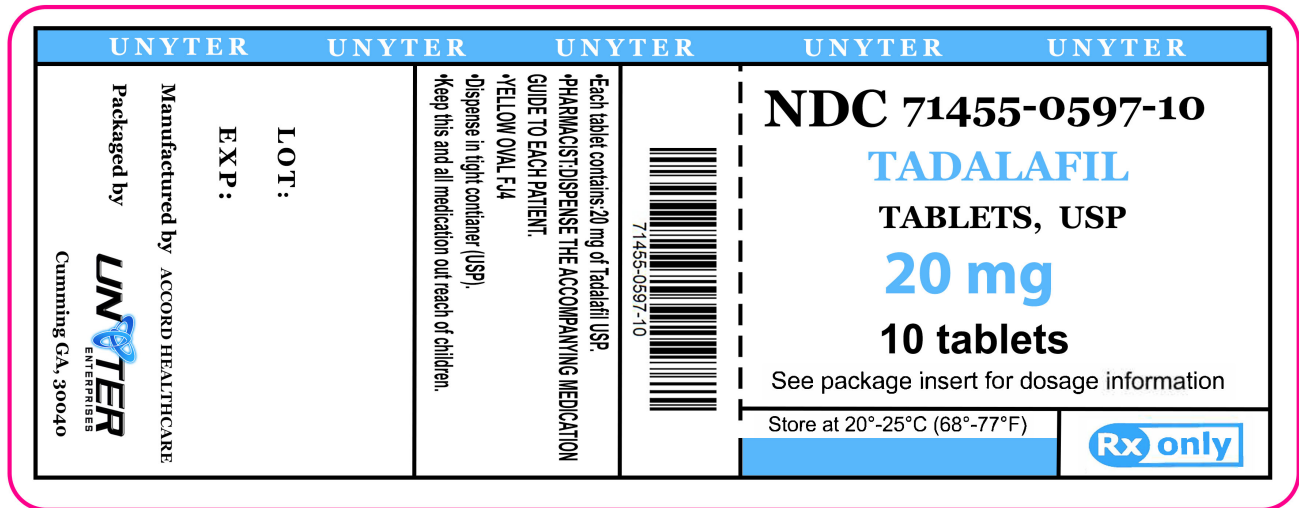 UNYTER UNYTER UNYTER UNYTER UNYTER
Packaged by
UNYTER
ENTERPRISES
Cumming GA, 30040
Manufactured by ACCORD HEALTHCARE
EXP:
LOT:
•Each tablet contains:20 mg of Tadalafil USP.
•PHARMACIST:DISPENSE THE ACCOMPANYING MEDICATION
GUIDE TO EACH PATIENT.
•YELLOW OVAL FJ4
•Dispense in tight contianer (USP).
•Keep this and all medication out reach of children.
71455-0597-10
NDC 71455-0597-10
TADALAFIL
TABLETS, USP
20 mg
10 tablets
See package insert for dosage information
Store at 20°-25°C (68°-77°F)
Rx only